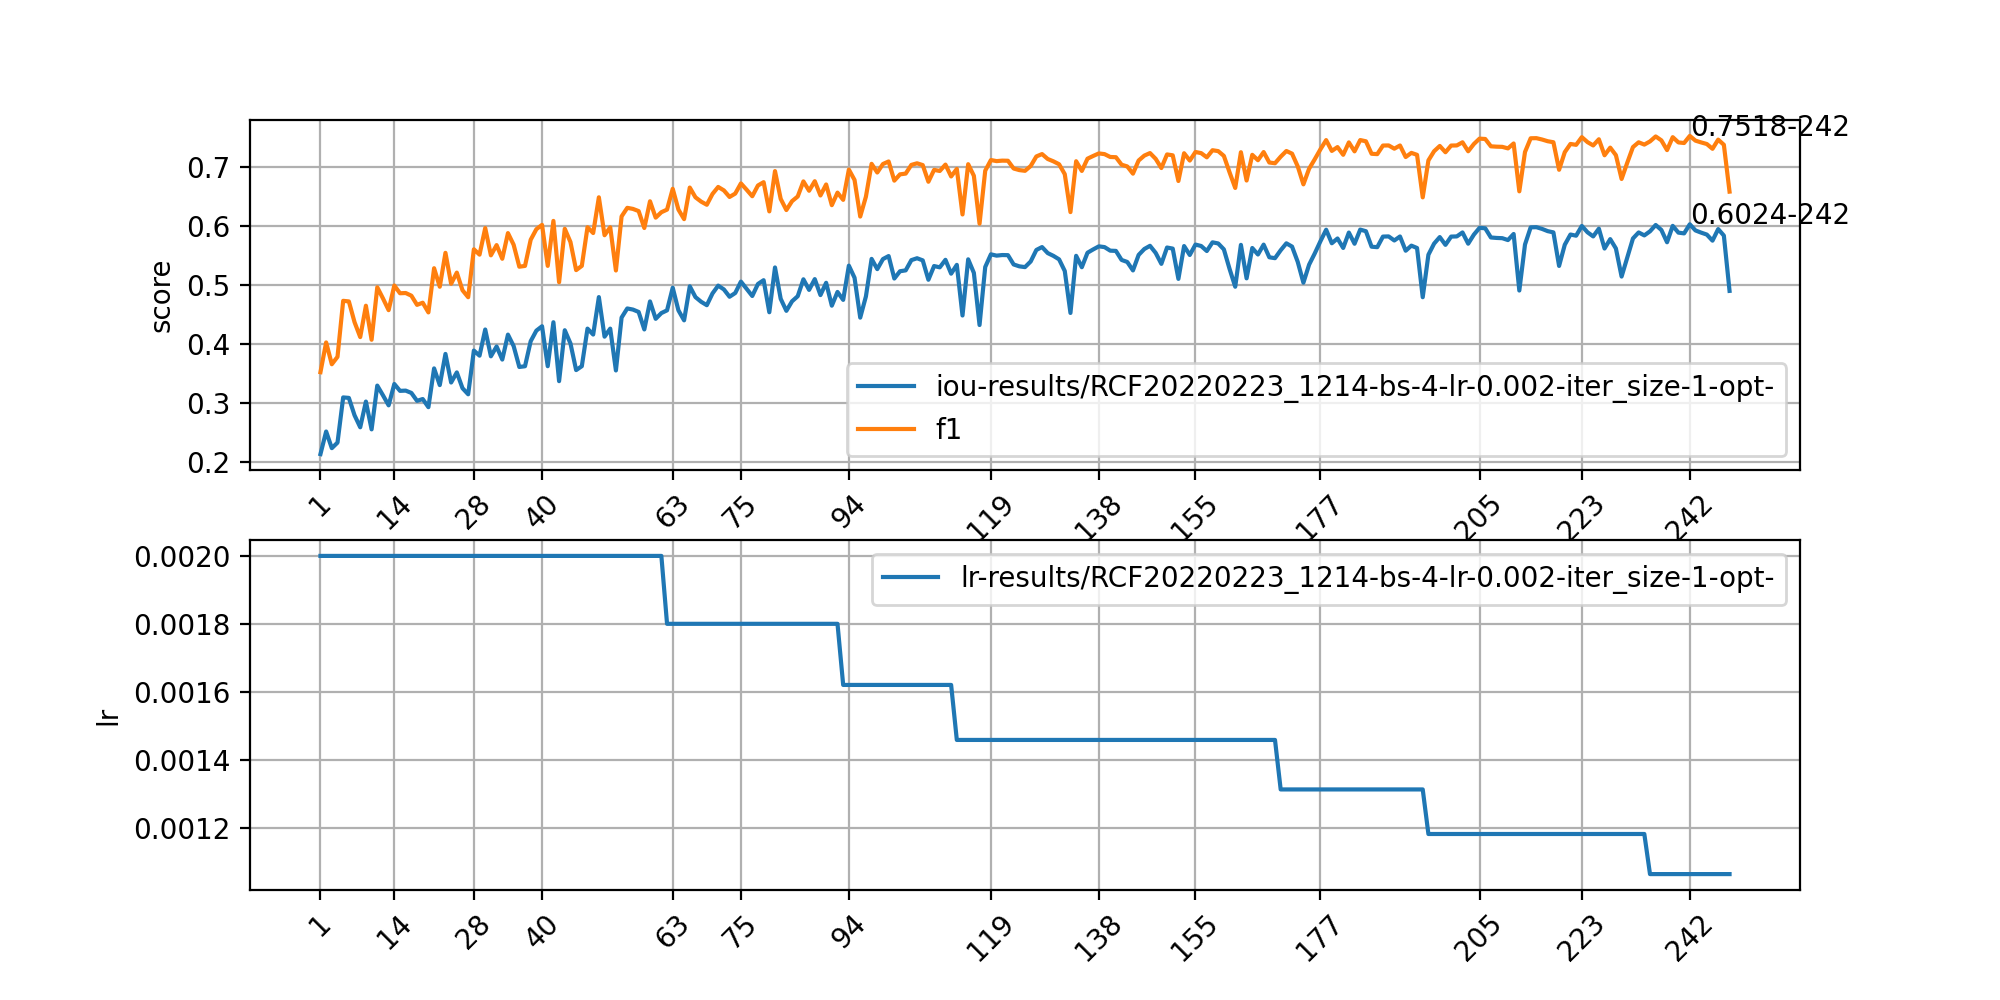 0.7518-242
0.7
0.6
0.6024-242
0.5
0.4
0.3
0.2
score
iou-results/RCF20220223_1214-bs-4-lr-0.002-iter_size-1-opt-
f1
1 14 28 40 63 75 94 119 138 155 177 205 223 242
0.0020
0.0018
0.0016
0.0014
0.0012
lr
lr-results/RCF20220223_1214-bs-4-lr-0.002-iter_size-1-opt-
1 14 28 40 63 75 94 119 138 155 177 205 223 242